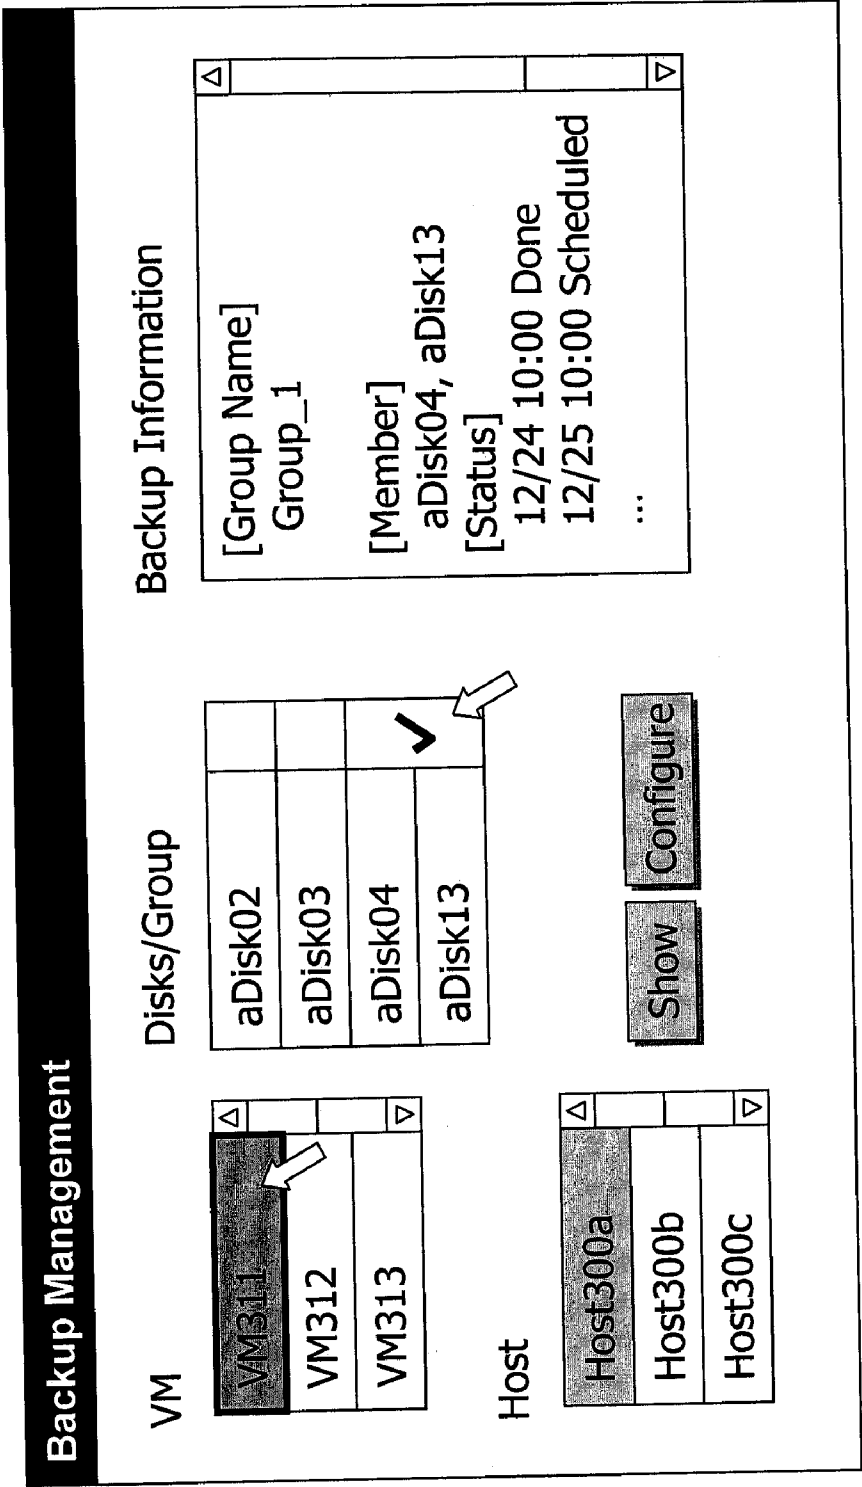 Backup Management
VM
VM311
VM312
VM313
Host
Host300a
Host300b
Host300c
Disks/Group
aDisk02
aDisk03
aDisk04
aDisk13
Show
Configure
Backup Information
[Group Name]
Group_1
[Member]
aDisk04, aDisk13
[Status]
12/24 10:00 Done
12/25 10:00 Scheduled
...